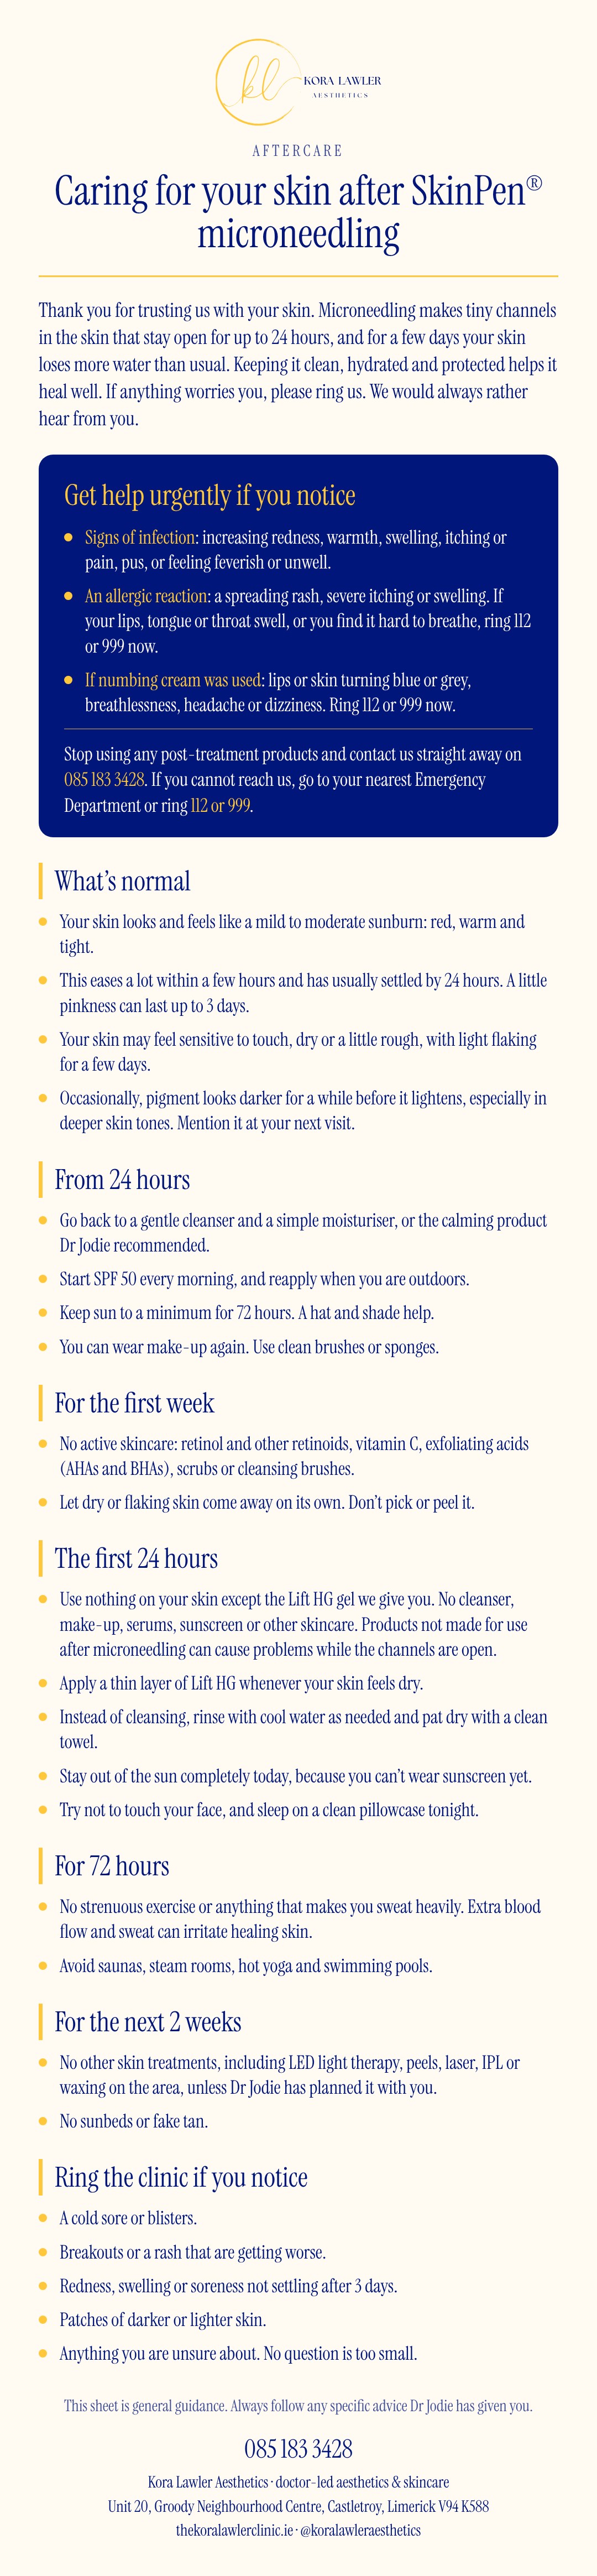 kl
KORA LAWLER
AESTHETICS
AFTERCARE
Caring for your skin after SkinPen®
microneedling
Thank you for trusting us with your skin. Microneedling makes tiny channels
in the skin that stay open for up to 24 hours, and for a few days your skin
loses more water than usual. Keeping it clean, hydrated and protected helps it
heal well. If anything worries you, please ring us. We would always rather
hear from you.
Get help urgently if you notice
Signs of infection: increasing redness, warmth, swelling, itching or
pain, pus, or feeling feverish or unwell.
An allergic reaction: a spreading rash, severe itching or swelling. If
your lips, tongue or throat swell, or you find it hard to breathe, ring 112
or 999 now.
If numbing cream was used: lips or skin turning blue or grey,
breathlessness, headache or dizziness. Ring 112 or 999 now.
Stop using any post-treatment products and contact us straight away on
085 183 3428. If you cannot reach us, go to your nearest Emergency
Department or ring 112 or 999.
What’s normal
Your skin looks and feels like a mild to moderate sunburn: red, warm and
tight.
This eases a lot within a few hours and has usually settled by 24 hours. A little
pinkness can last up to 3 days.
Your skin may feel sensitive to touch, dry or a little rough, with light flaking
for a few days.
Occasionally, pigment looks darker for a while before it lightens, especially in
deeper skin tones. Mention it at your next visit.
From 24 hours
Go back to a gentle cleanser and a simple moisturiser, or the calming product
Dr Jodie recommended.
Start SPF 50 every morning, and reapply when you are outdoors.
Keep sun to a minimum for 72 hours. A hat and shade help.
You can wear make-up again. Use clean brushes or sponges.
For the first week
No active skincare: retinol and other retinoids, vitamin C, exfoliating acids
(AHAs and BHAs), scrubs or cleansing brushes.
Let dry or flaking skin come away on its own. Don’t pick or peel it.
The first 24 hours
Use nothing on your skin except the Lift HG gel we give you. No cleanser,
make-up, serums, sunscreen or other skincare. Products not made for use
after microneedling can cause problems while the channels are open.
Apply a thin layer of Lift HG whenever your skin feels dry.
Instead of cleansing, rinse with cool water as needed and pat dry with a clean
towel.
Stay out of the sun completely today, because you can’t wear sunscreen yet.
Try not to touch your face, and sleep on a clean pillowcase tonight.
For 72 hours
No strenuous exercise or anything that makes you sweat heavily. Extra blood
flow and sweat can irritate healing skin.
Avoid saunas, steam rooms, hot yoga and swimming pools.
For the next 2 weeks
No other skin treatments, including LED light therapy, peels, laser, IPL or
waxing on the area, unless Dr Jodie has planned it with you.
No sunbeds or fake tan.
Ring the clinic if you notice
A cold sore or blisters.
Breakouts or a rash that are getting worse.
Redness, swelling or soreness not settling after 3 days.
Patches of darker or lighter skin.
Anything you are unsure about. No question is too small.
This sheet is general guidance. Always follow any specific advice Dr Jodie has given you.
085 183 3428
Kora Lawler Aesthetics · doctor-led aesthetics & skincare
Unit 20, Groody Neighbourhood Centre, Castletroy, Limerick V94 K588
thekoralawlerclinic.ie · @koralawleraesthetics